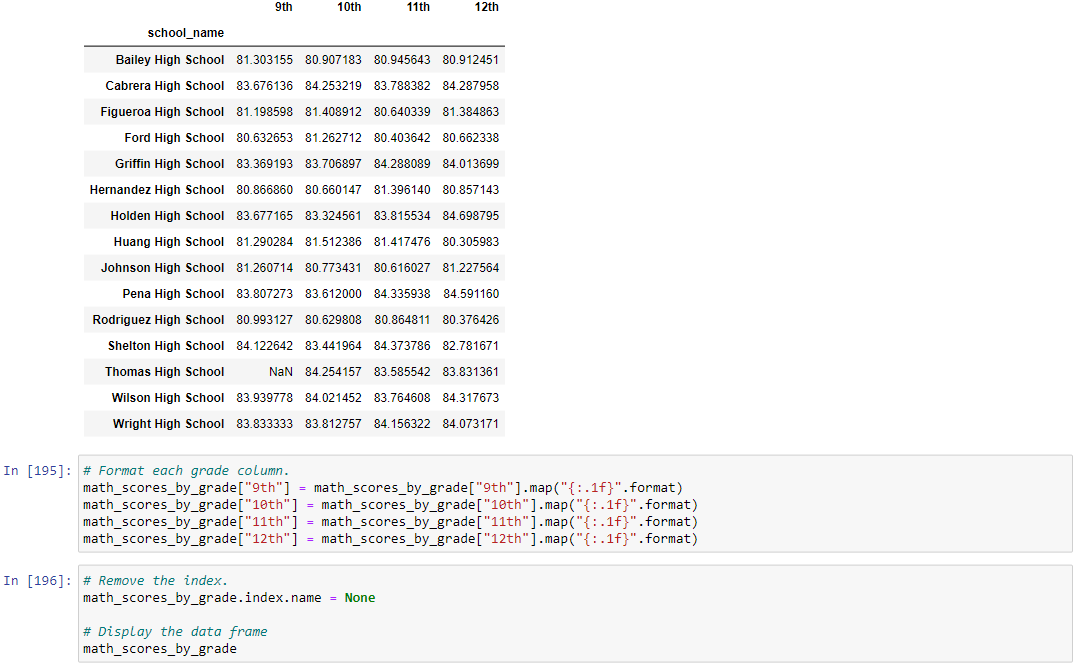 9th 10th 11th 12th
school_name
Bailey High School 81.303155 80.907183 80.945643 80.912451
Cabrera High School 83.676136 84.253219 83.788382 84.287958
Figueroa High School 81.198598 81.408912 80.640339 81.384863
Ford High School 80.632653 81.262712 80.403642 80.662338
Griffin High School 83.369193 83.706897 84.288089 84.013699
Hernandez High School 80.866860 80.660147 81.396140 80.857143
Holden High School 83.677165 83.324561 83.815534 84.698795
Huang High School 81.290284 81.512386 81.417476 80.305983
Johnson High School 81.260714 80.773431 80.616027 81.227564
Pena High School 83.807273 83.612000 84.335938 84.591160
Rodriguez High School 80.993127 80.629808 80.864811 80.376426
Shelton High School 84.122642 83.441964 84.373786 82.781671
Thomas High School NaN 84.254157 83.585542 83.831361
Wilson High School 83.939778 84.021452 83.764608 84.317673
Wright High School 83.833333 83.812757 84.156322 84.073171
In [195]: # Format each grade column.
math_scores_by_grade["9th"] = math_scores_by_grade["9th"].map("{:.1f}".format)
math_scores_by_grade["10th"] = math_scores_by_grade["10th"].map("{:.1f}".format)
math_scores_by_grade["11th"] = math_scores_by_grade["11th"].map("{:.1f}".format)
math_scores_by_grade["12th"] = math_scores_by_grade["12th"].map("{:.1f}".format)
In [196]: # Remove the index.
math_scores_by_grade.index.name = None
# Display the data frame
math_scores_by_grade